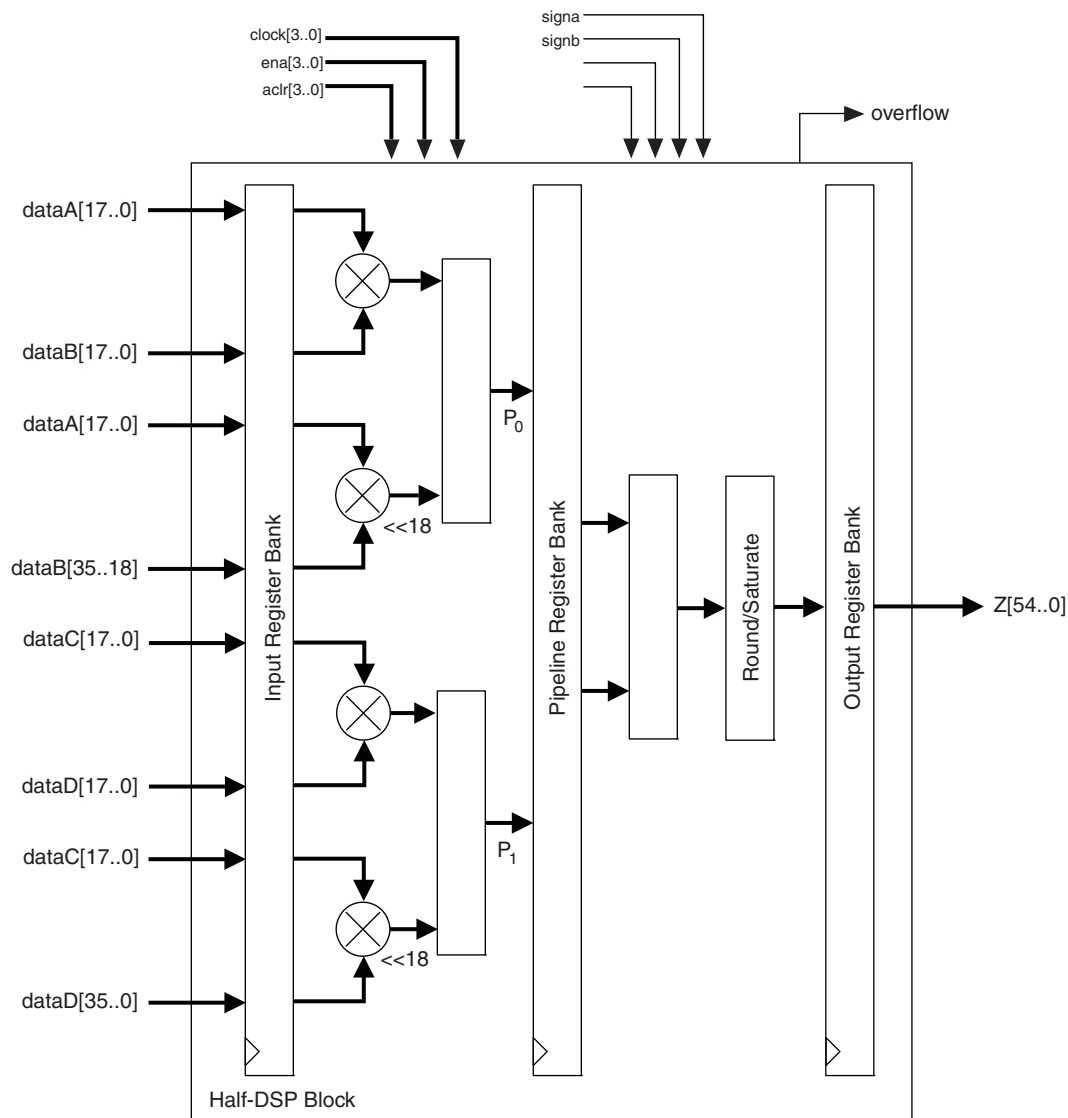 clock[3..0]
ena[3..0]
aclr[3..0]
signa
signb
overflow
dataA[17..0]
dataB[17..0]
dataA[17..0]
dataB[35..18]
dataC[17..0]
dataD[17..0]
dataC[17..0]
dataD[35..0]
Input Register Bank
<<18
<<18
P0
P1
Pipeline Register Bank
Round/Saturate
Output Register Bank
Z[54..0]
Half-DSP Block